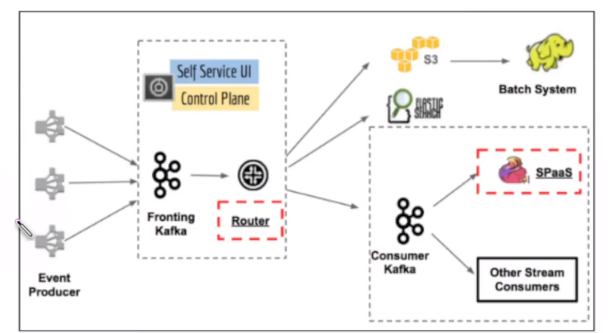 Self Service UI
Control Plane
S3
Batch System
ELASTIC
SEARCH
SPaaS
Fronting
Kafka
Router
Consumer
Kafka
Event
Producer
Other Stream
Consumers